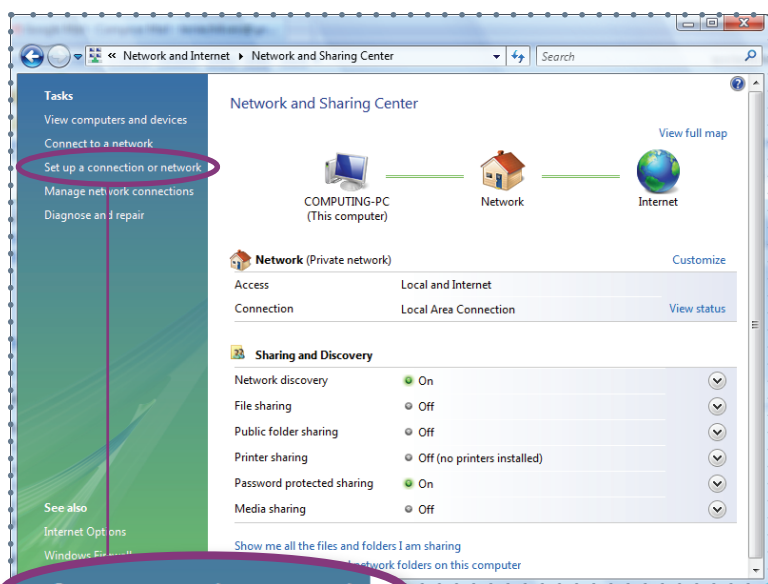 « Network and Internet Network and Sharing Center Search
Tasks
View computers and devices
Connect to a network
Set up a connection or network
Manage network connections
Diagnose and repair
See also
Internet Options
Windows Firewall
Network and Sharing Center
View full map
COMPUTING-PC
(This computer)
Network
Internet
Network (Private network) Customize
Access Local and Internet
Connection Local Area Connection View status
Sharing and Discovery
Network discovery On
File sharing Off
Public folder sharing Off
Printer sharing Off (no printers installed)
Password protected sharing On
Media sharing Off
Show me all the files and folders I am sharing
network folders on this computer